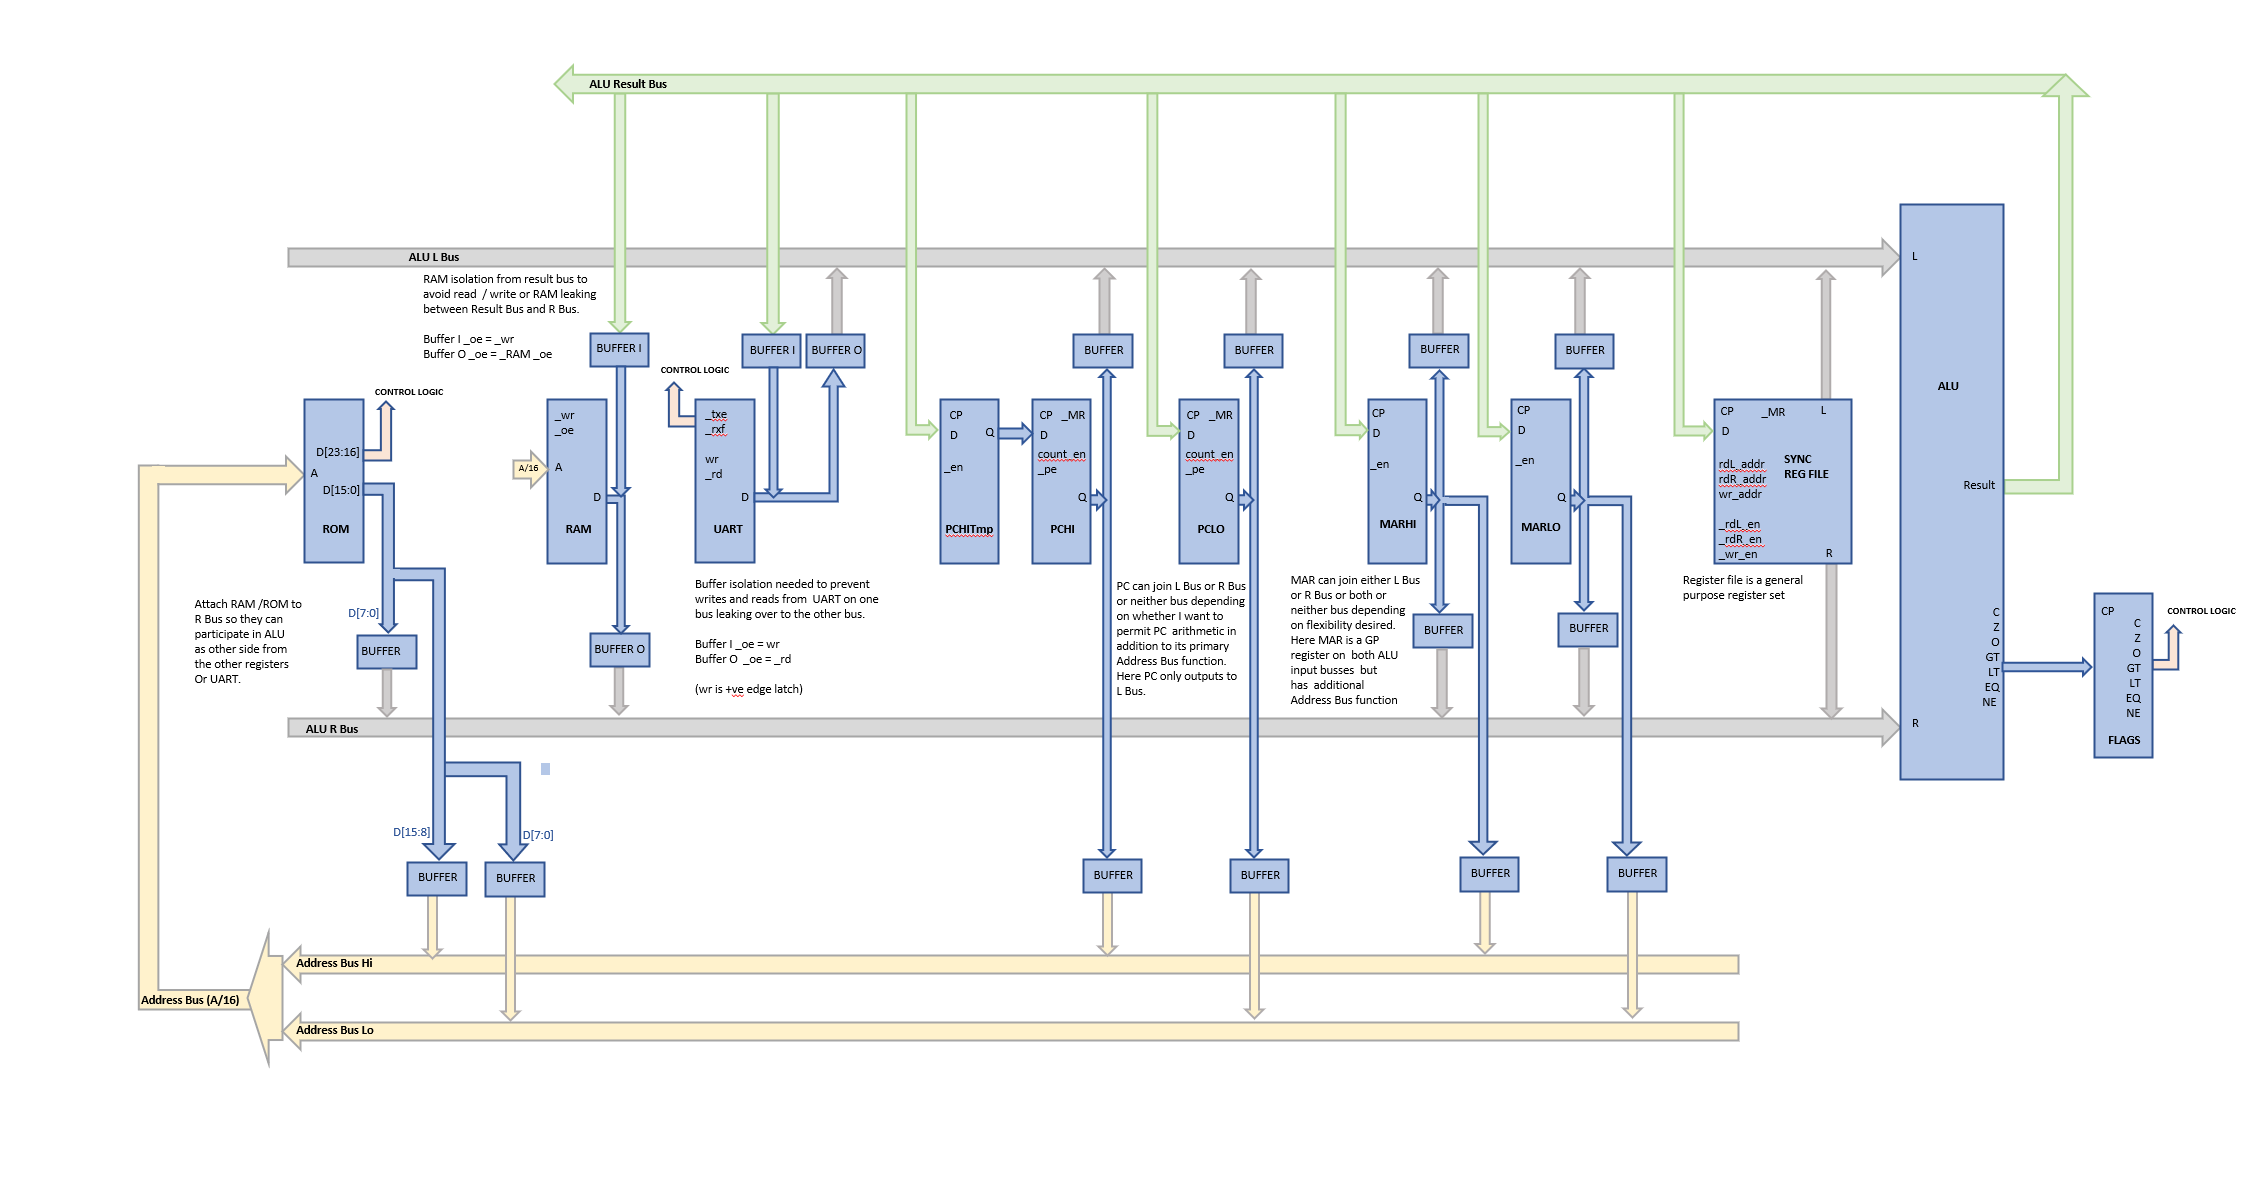 ALU Result Bus
ALU L Bus
RAM isolation from result bus to
avoid read / write or RAM leaking
between Result Bus and R Bus.
Buffer I _oe = _wr
Buffer O _oe = _RAM _oe
BUFFER I
BUFFER I
BUFFER O
BUFFER
BUFFER
BUFFER
BUFFER
CONTROL LOGIC
D[23:16]
A
D[15:0]
ROM
_wr
_oe
A/16
A
D
RAM
CONTROL LOGIC
_txe
_rxf
wr
_rd
D
UART
CP
D
Q
_en
PCHITmp
CP _MR
D
count_en
_pe
Q
PCHI
CP _MR
D
count_en
_pe
Q
PCLO
CP
D
_en
Q
MARHI
CP
D
_en
Q
MARLO
CP _MR L
D
rdL_addr
rdR_addr
wr_addr
SYNC
REG FILE
_rdL_en
_rdR_en
_wr_en
R
L
ALU
Result
C
Z
O
GT
LT
EQ
NE
R
CP
C
Z
O
GT
LT
EQ
NE
FLAGS
CONTROL LOGIC
Attach RAM /ROM to
R Bus so they can
participate in ALU
as other side from
the other registers
Or UART.
D[7:0]
BUFFER
BUFFER O
Buffer isolation needed to prevent
writes and reads from UART on one
bus leaking over to the other bus.
Buffer I _oe = wr
Buffer O _oe = _rd
(wr is +ve edge latch)
PC can join L Bus or R Bus
or neither bus depending
on whether I want to
permit PC arithmetic in
addition to its primary
Address Bus function.
Here PC only outputs to
L Bus.
MAR can join either L Bus
or R Bus or both or
neither bus depending
on flexibility desired.
Here MAR is a GP
register on both ALU
input busses but
has additional
Address Bus function
BUFFER
BUFFER
Register file is a general
purpose register set
ALU R Bus
D[15:8]
D[7:0]
BUFFER
BUFFER
BUFFER
BUFFER
BUFFER
BUFFER
Address Bus Hi
Address Bus (A/16)
Address Bus Lo